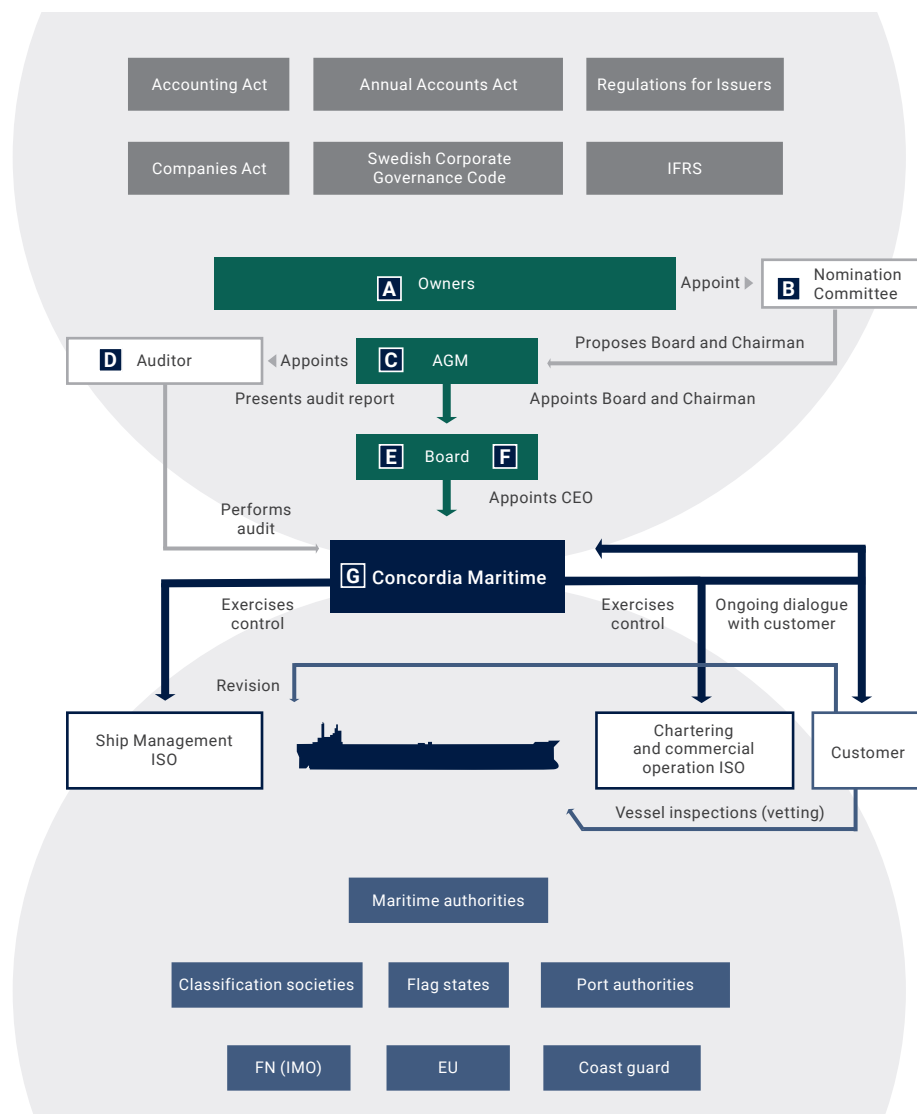 Accounting Act
Annual Accounts Act
Regulations for Issuers
Companies Act
Swedish Corporate
Governance Code
IFRS
A Owners
Appoint
B Nomination
Committee
Proposes Board and Chairman
D Auditor
Appoints
C AGM
Presents audit report
Appoints Board and Chairman
E Board F
Appoints CEO
Performs
audit
G Concordia Maritime
Exercises
control
Exercises
control
Ongoing dialogue
with customer
Revision
Ship Management
ISO
Chartering
and commercial
operation ISO
Customer
Vessel inspections (vetting)
Maritime authorities
Classification societies
Flag states
Port authorities
FN (IMO)
EU
Coast guard